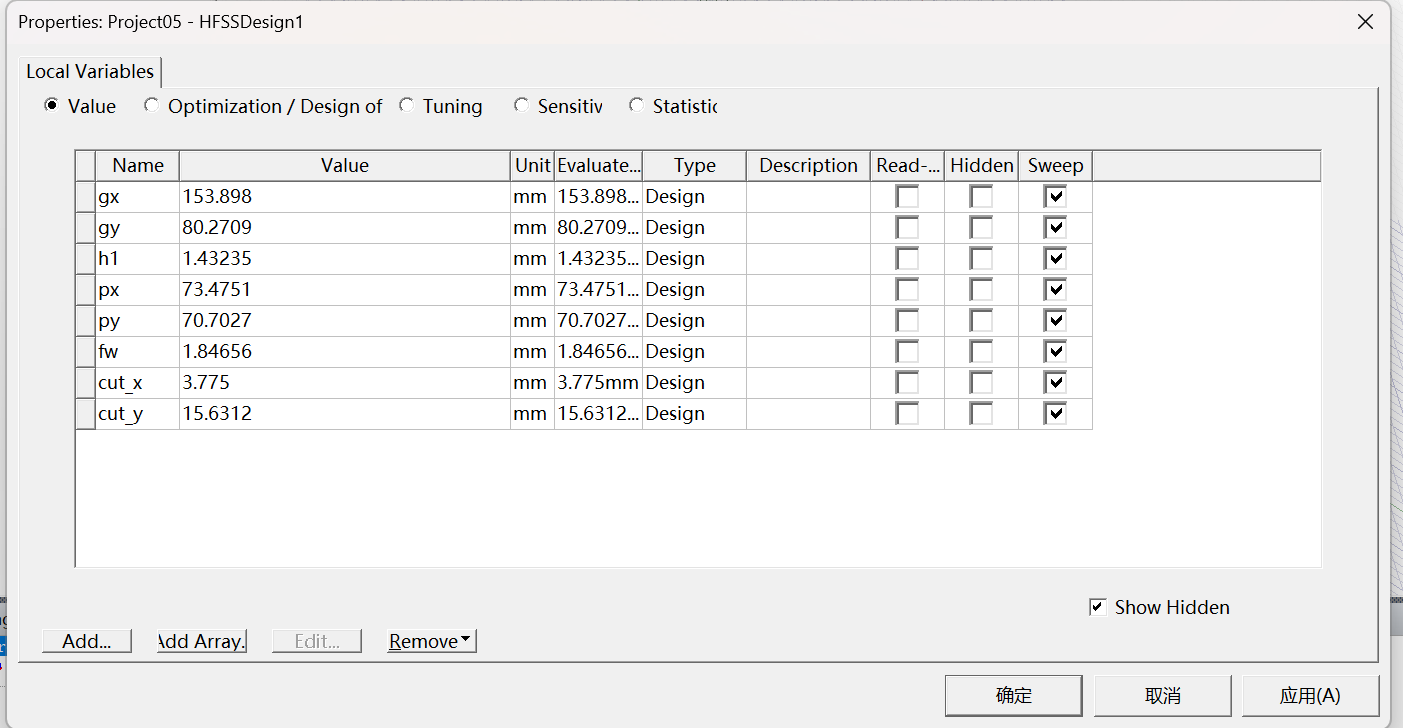 Properties: Project05 - HFSSDesign1
Local Variables
Value Optimization / Design of Tuning Sensitiv Statistic
Name Value Unit Evaluate... Type Description Read-... Hidden Sweep
gx 153.898 mm 153.898... Design
gy 80.2709 mm 80.2709... Design
h1 1.43235 mm 1.43235... Design
px 73.4751 mm 73.4751... Design
py 70.7027 mm 70.7027... Design
fw 1.84656 mm 1.84656... Design
cut_x 3.775 mm 3.775mm Design
cut_y 15.6312 mm 15.6312... Design
Show Hidden
Add... Add Array. Edit... Remove
确定 取消 应用(A)